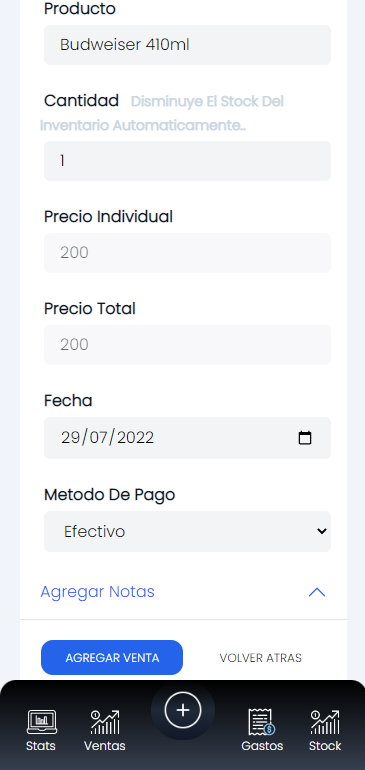 Producto
Budweiser 410ml
Cantidad Disminuye El Stock Del
Inventario Automaticamente..
1
Precio Individual
200
Precio Total
200
Fecha
29/07/2022
Metodo De Pago
Efectivo
Agregar Notas
AGREGAR VENTA VOLVER ATRAS
Stats Ventas Gastos Stock